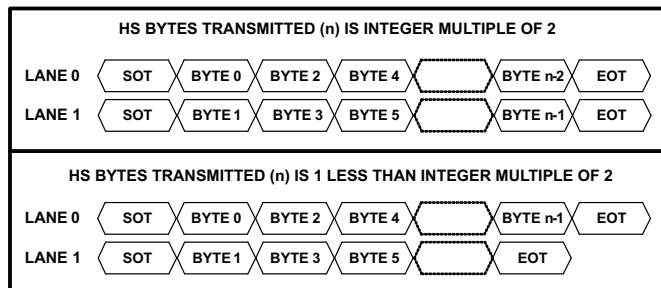 HS BYTES TRANSMITTED (n) IS INTEGER MULTIPLE OF 2
LANE 0 SOT BYTE 0 BYTE 2 BYTE 4 BYTE n-2 EOT
LANE 1 SOT BYTE 1 BYTE 3 BYTE 5 BYTE n-1 EOT
HS BYTES TRANSMITTED (n) IS 1 LESS THAN INTEGER MULTIPLE OF 2
LANE 0 SOT BYTE 0 BYTE 2 BYTE 4 BYTE n-1 EOT
LANE 1 SOT BYTE 1 BYTE 3 BYTE 5 EOT